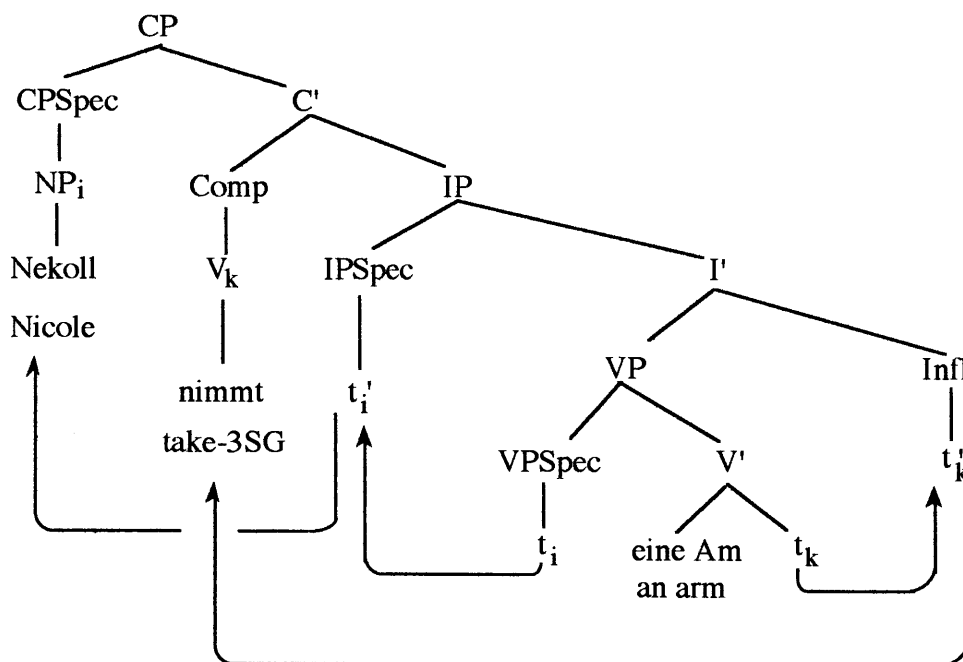 CP
CPSpec C'
NPi Comp IP
Nekoll Vk IPSpec I'
Nicole
VP Infl
nimmt ti'
take-3SG VPSpec V' tk'
ti eine Am tk
an arm